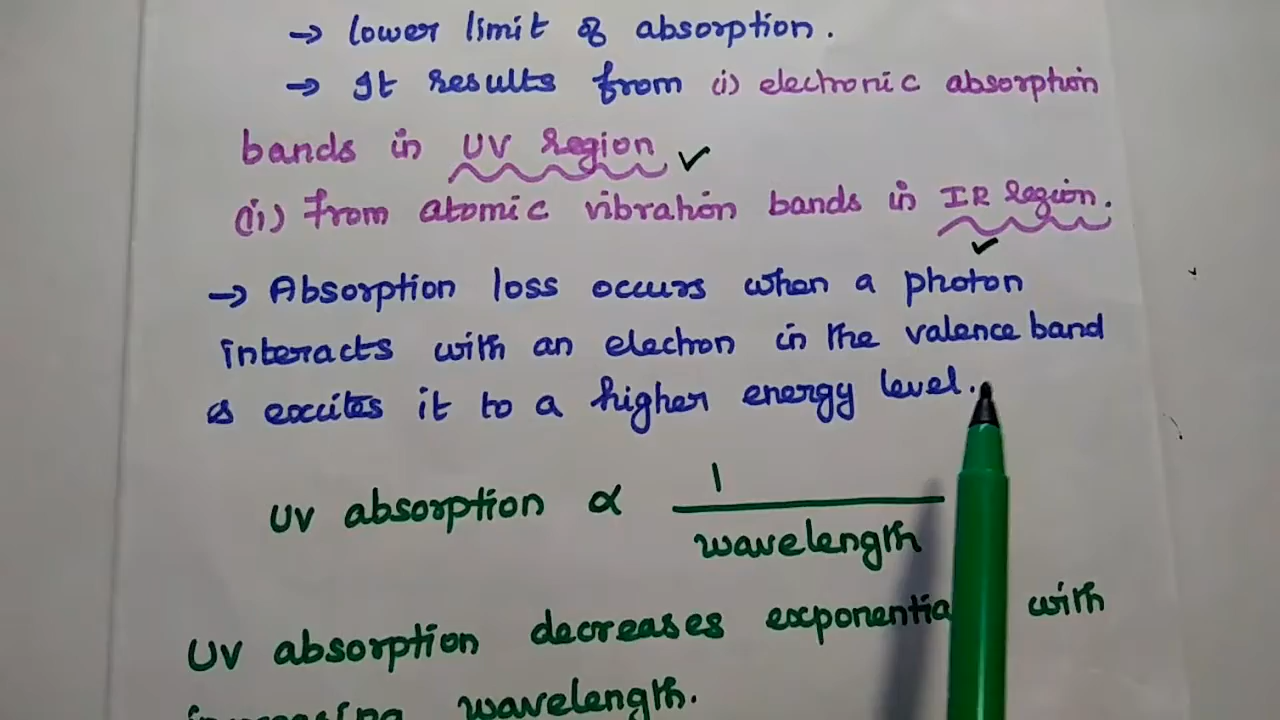 → lower limit of absorption.
→ It results from (i) electronic absorption
bands in UV region ✓
(ii) From atomic vibration bands in IR region.
✓
→ Absorption loss occurs when a photon
interacts with an electron in the valence band
& excites it to a higher energy level.
UV absorption ∝ 1
wavelength
UV absorption decreases with
wavelength.